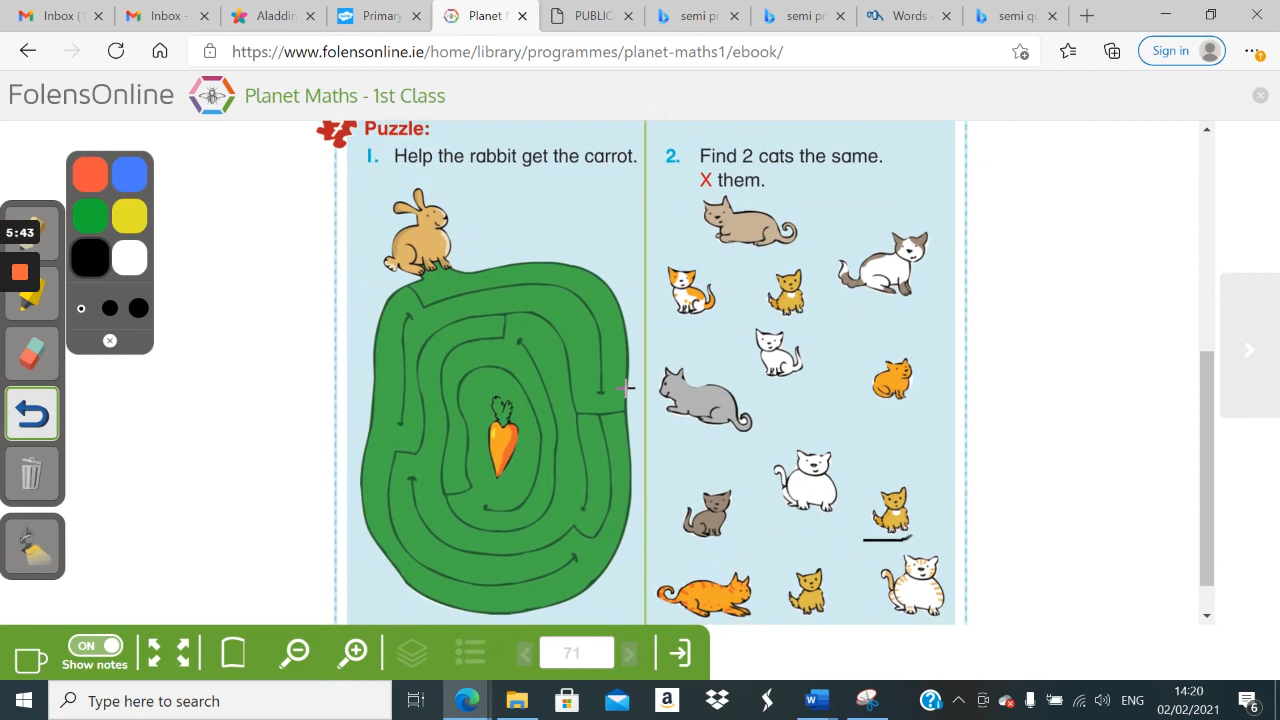 Inbox (
Inbox -
Aladdin
Primary
Planet M
PUBLIC
semi pr
semi pr
Words
semi qu
https://www.folensonline.ie/home/library/programmes/planet-maths1/ebook/
Sign in
FolensOnline
Planet Maths - 1st Class
Puzzle:
1. Help the rabbit get the carrot.
2. Find 2 cats the same.
X them.
5:43
ON
Show notes
71
Type here to search
ENG
14:20
02/02/2021
6